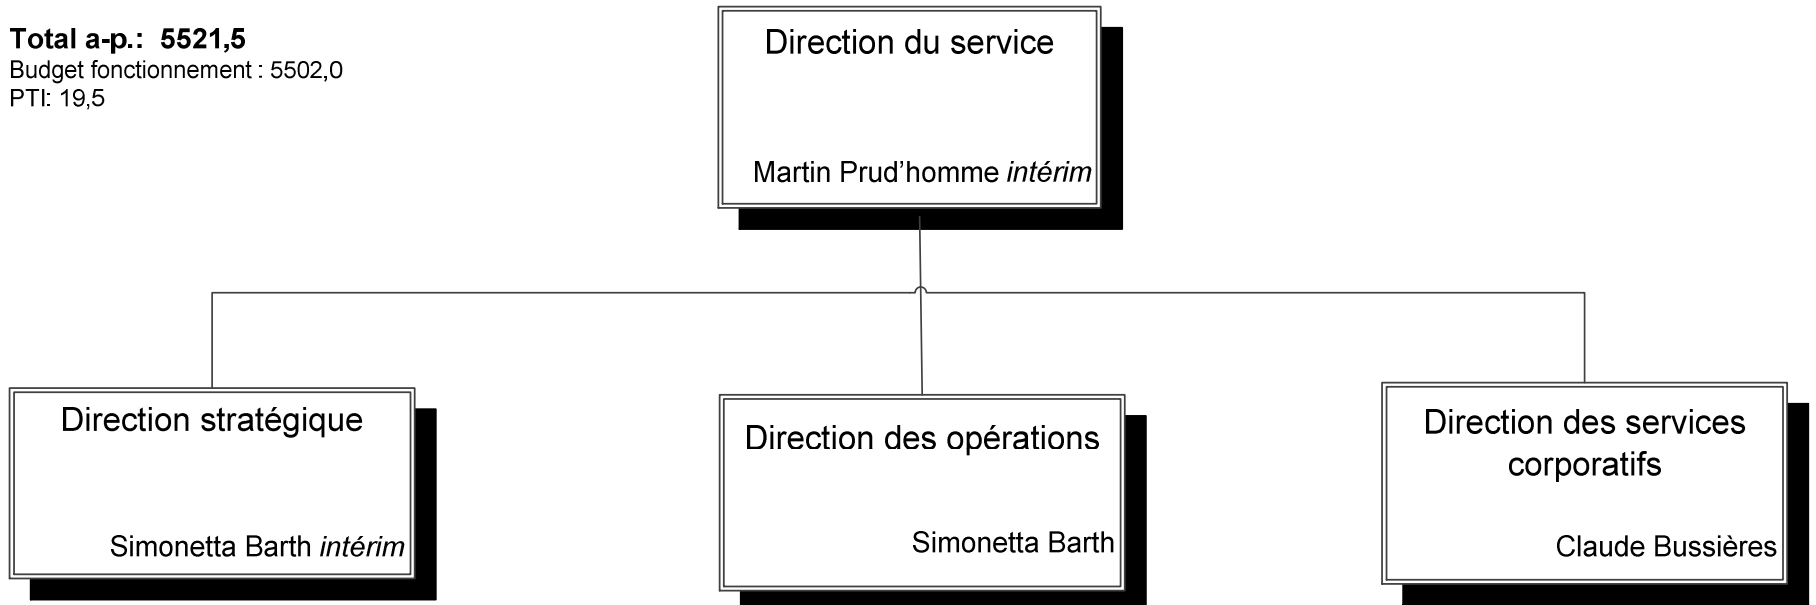 Total a-p.: 5521,5
Budget fonctionnement : 5502,0
PTI: 19,5
Direction du service
Martin Prud’homme intérim
Direction stratégique
Simonetta Barth intérim
Direction des opérations
Simonetta Barth
Direction des services
corporatifs
Claude Bussières